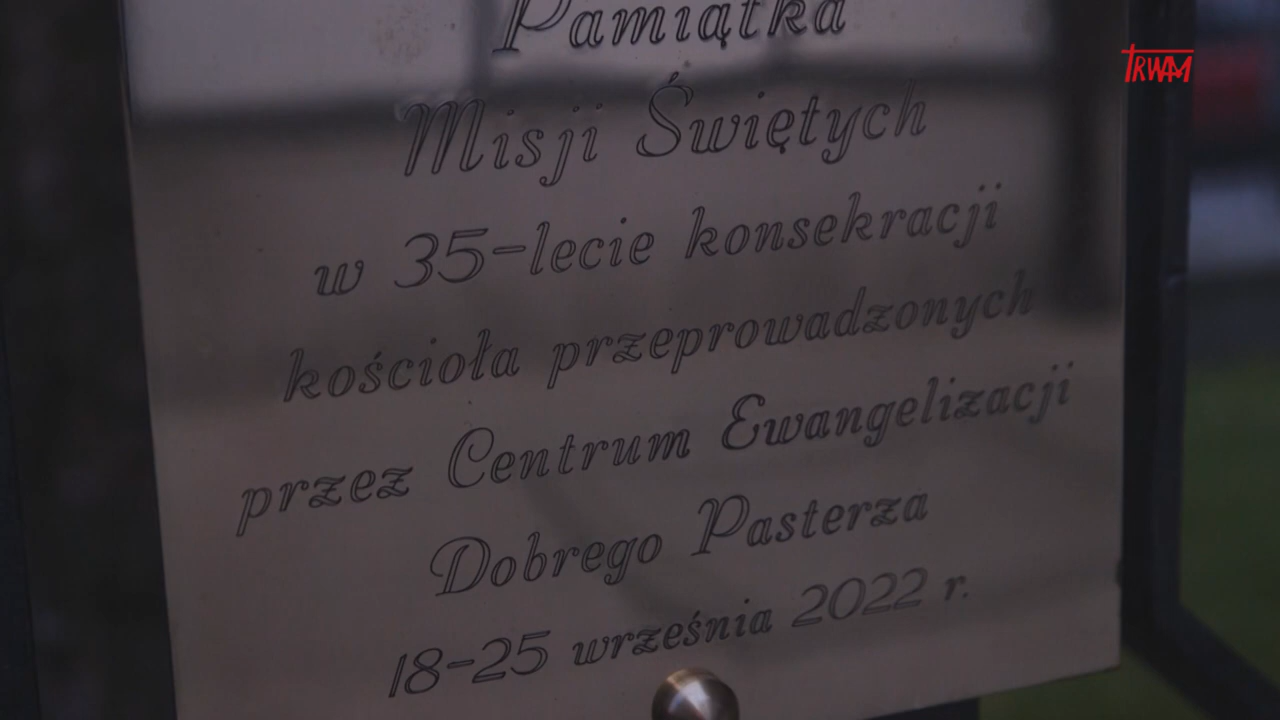 Pamiątka
TRWAM
Misji Świętych
w 35-lecie konsekracji
kościoła przeprowadzonych
przez Centrum Ewangelizacji
Dobrego Pasterza
18-25 września 2022 r.